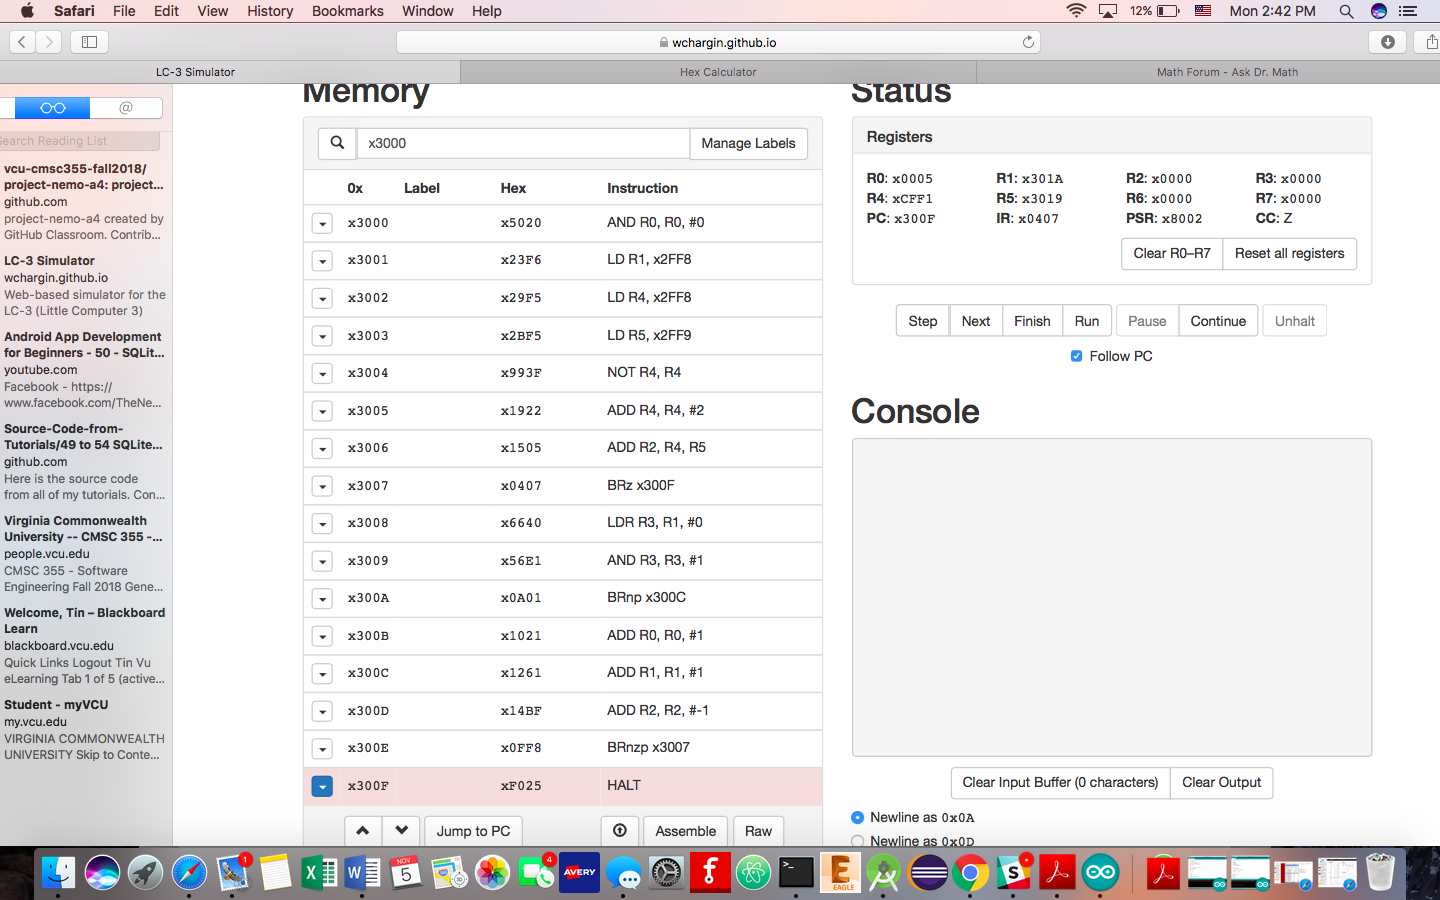 Safari File Edit View History Bookmarks Window Help 12% Mon 2:42 PM
wchargin.github.io
LC-3 Simulator Hex Calculator Math Forum - Ask Dr. Math
@
Search Reading List
vcu-cmsc355-fall2018/
project-nemo-a4: project...
github.com
project-nemo-a4 created by
GitHub Classroom. Contrib...
LC-3 Simulator
wchargin.github.io
Web-based simulator for the
LC-3 (Little Computer 3)
Android App Development
for Beginners - 50 - SQLit...
youtube.com
Facebook - https://
www.facebook.com/TheNe...
Source-Code-from-
Tutorials/49 to 54 SQLite...
github.com
Here is the source code
from all of my tutorials. Con...
Virginia Commonwealth
University -- CMSC 355 -...
people.vcu.edu
CMSC 355 - Software
Engineering Fall 2018 Gene...
Welcome, Tin – Blackboard
Learn
blackboard.vcu.edu
Quick Links Logout Tin Vu
eLearning Tab 1 of 5 (active...
Student - myVCU
my.vcu.edu
VIRGINIA COMMONWEALTH
UNIVERSITY Skip to Conte...
Memory
x3000 Manage Labels
0x Label Hex Instruction
x3000 x5020 AND R0, R0, #0
x3001 x23F6 LD R1, x2FF8
x3002 x29F5 LD R4, x2FF8
x3003 x2BF5 LD R5, x2FF9
x3004 x993F NOT R4, R4
x3005 x1922 ADD R4, R4, #2
x3006 x1505 ADD R2, R4, R5
x3007 x0407 BRz x300F
x3008 x6640 LDR R3, R1, #0
x3009 x56E1 AND R3, R3, #1
x300A x0A01 BRnp x300C
x300B x1021 ADD R0, R0, #1
x300C x1261 ADD R1, R1, #1
x300D x14BF ADD R2, R2, #-1
x300E x0FF8 BRnzp x3007
x300F xF025 HALT
Jump to PC Assemble Raw
Status
Registers
R0: x0005 R1: x301A R2: x0000 R3: x0000
R4: xCFF1 R5: x3019 R6: x0000 R7: x0000
PC: x300F IR: x0407 PSR: x8002 CC: Z
Clear R0–R7 Reset all registers
Step Next Finish Run Pause Continue Unhalt
Follow PC
Console
Clear Input Buffer (0 characters) Clear Output
Newline as 0x0A
Newline as 0x0D
1 NOV 5 4 AVERY EAGLE